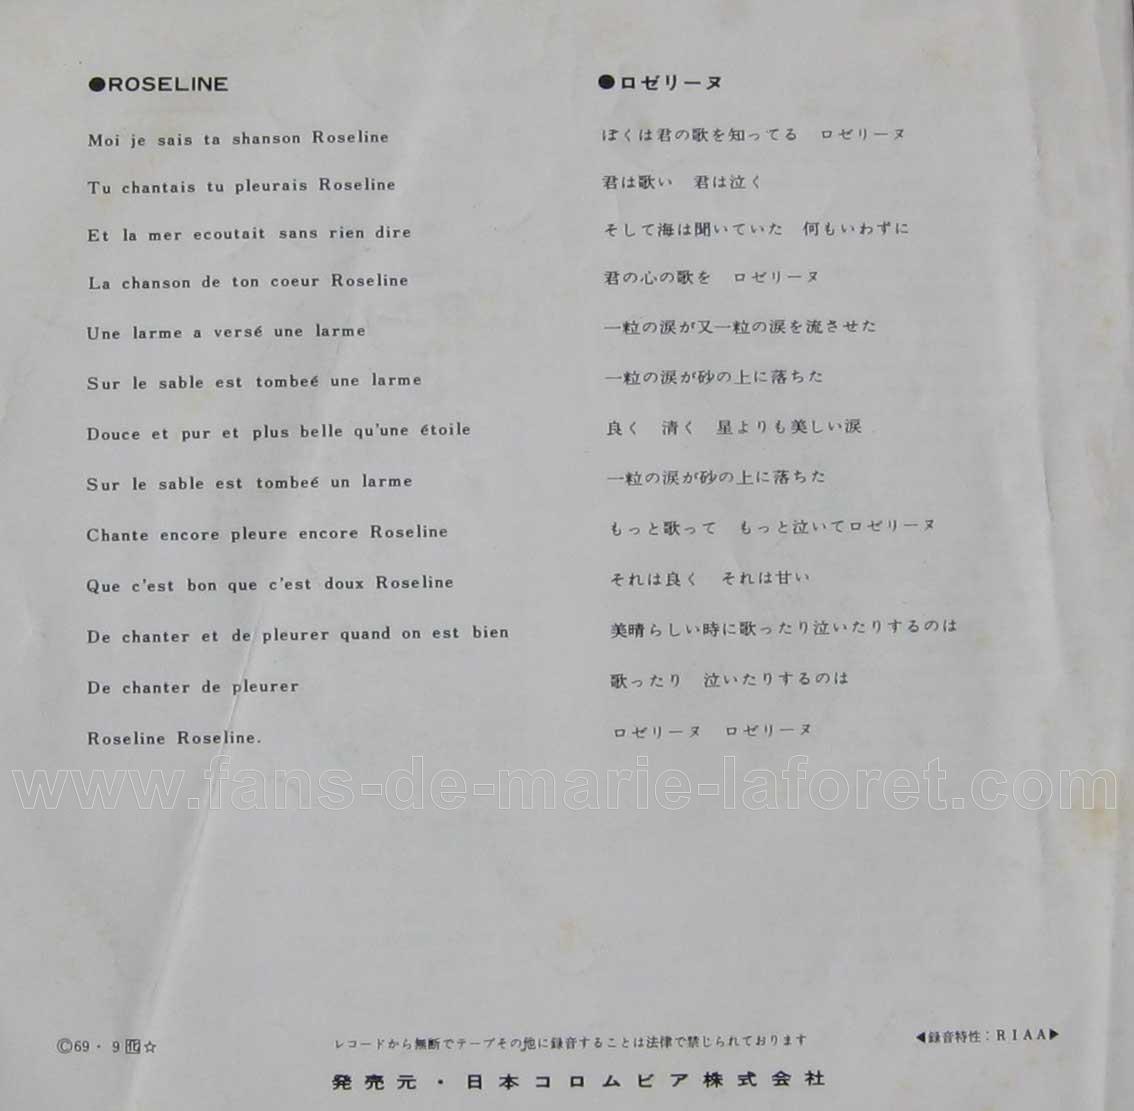 ●ROSELINE
Moi je sais ta shanson Roseline
Tu chantais tu pleurais Roseline
Et la mer ecoutait sans rien dire
La chanson de ton coeur Roseline
Une larme a versé une larme
Sur le sable est tombeé une larme
Douce et pur et plus belle qu'une étoile
Sur le sable est tombeé un larme
Chante encore pleure encore Roseline
Que c'est bon que c'est doux Roseline
De chanter et de pleurer quand on est bien
De chanter de pleurer
Roseline Roseline.
●ロゼリーヌ
ぼくは君の歌を知ってる　ロゼリーヌ
君は歌い　君は泣く
そして海は聞いていた　何もいわずに
君の心の歌を　ロゼリーヌ
一粒の涙が又一粒の涙を流させた
一粒の涙が砂の上に落ちた
良く　清く　星よりも美しい涙
一粒の涙が砂の上に落ちた
もっと歌って　もっと泣いてロゼリーヌ
それは良く　それは甘い
美晴らしい時に歌ったり泣いたりするのは
歌ったり　泣いたりするのは
ロゼリーヌ　ロゼリーヌ
www.fans-de-marie-laforet.com
Ⓒ69・9 ☆
レコードから無断でテープその他に録音することは法律で禁じられております
◀録音特性：RIAA▶
発売元・日本コロムビア株式会社